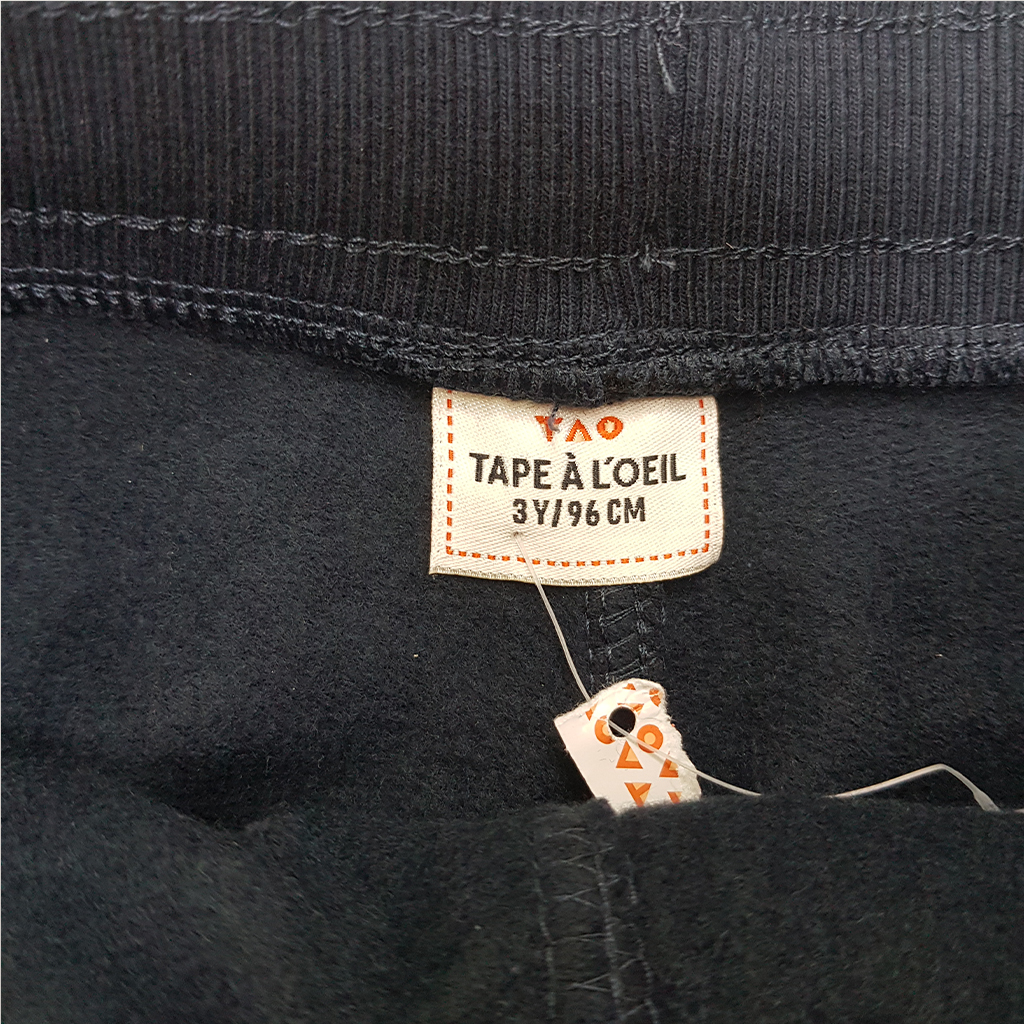 TAO
TAPE À L'OEIL
3Y/96 CM